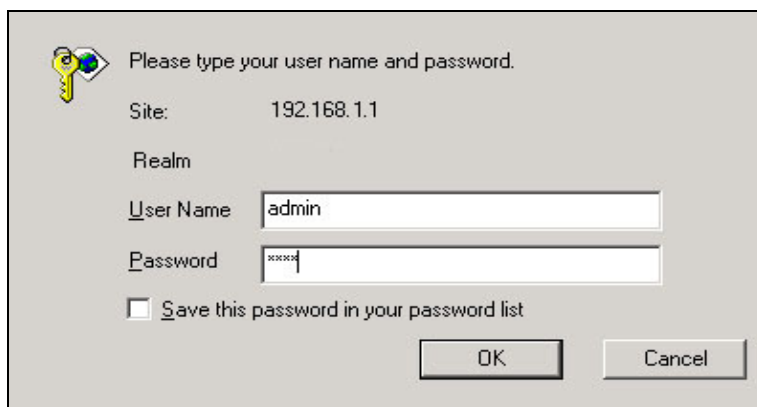 Please type your user name and password.
Site: 192.168.1.1
Realm
User Name admin
Password ****
Save this password in your password list
OK Cancel